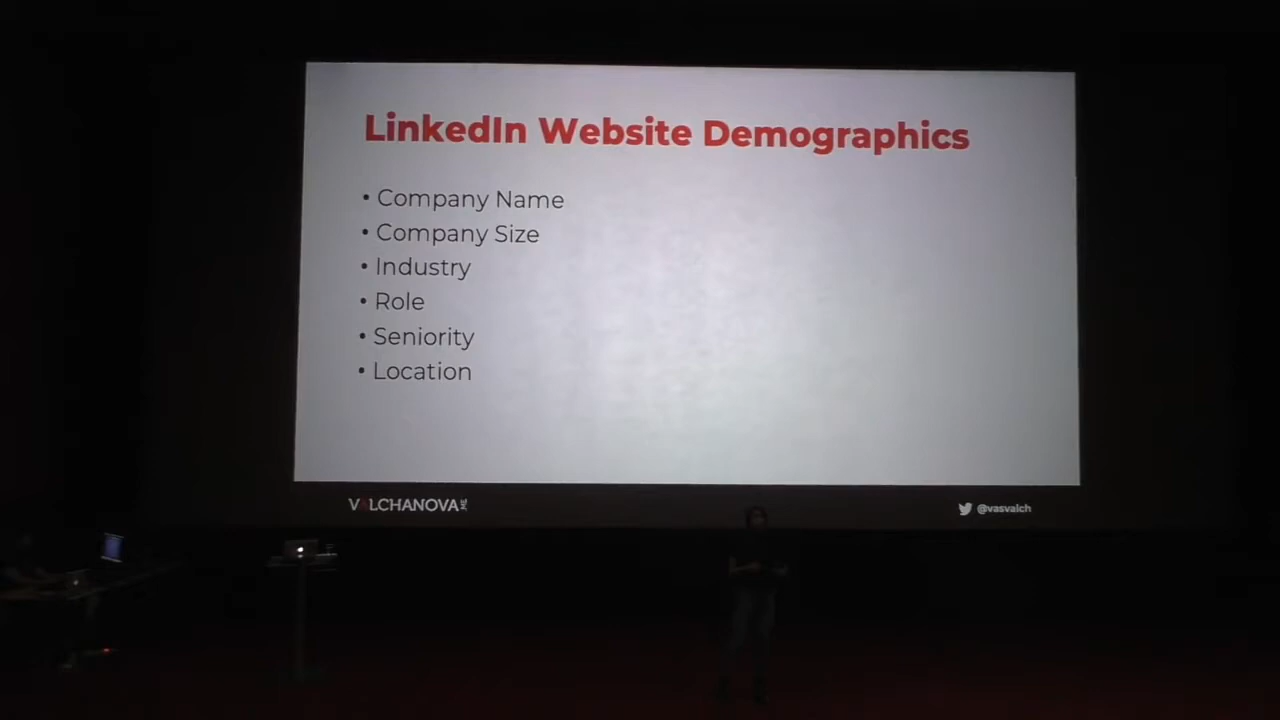 LinkedIn Website Demographics
• Company Name
• Company Size
• Industry
• Role
• Seniority
• Location
VALCHANOVA ME
@vasvalch